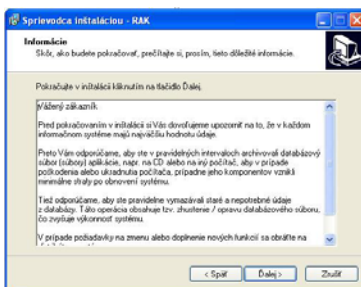 Sprievodca inštaláciou - RAK
Informácie
Skôr, ako budete pokračovať, prečítajte si, prosím, tieto dôležité informácie.
Pokračujte v inštalácii kliknutím na tlačidlo Ďalej.
Vážený zákazník
Pred pokračovaním v inštalácii si Vás dovoľujeme upozorniť na to, že v každom
informačnom systéme majú najväčšiu hodnotu údaje.
Preto Vám odporúčame, aby ste v pravidelných intervaloch archivovali databázový
súbor (súbory) aplikácie, napr. na CD alebo na iný počítač, aby v prípade
poškodenia alebo ukradnutia počítača, prípadne jeho komponentov vznikli
minimálne straty po obnovení systému.
Tiež odporúčame, aby ste pravidelne vymazávali staré a nepotrebné údaje
z databázy. Táto operácia obsahuje tzv. zhustenie / opravu databázového súboru,
čo zvyšuje výkonnosť systému.
V prípade požiadavky na zmenu alebo doplnenie nových funkcií sa obráťte na
< Späť
Ďalej >
Zrušiť